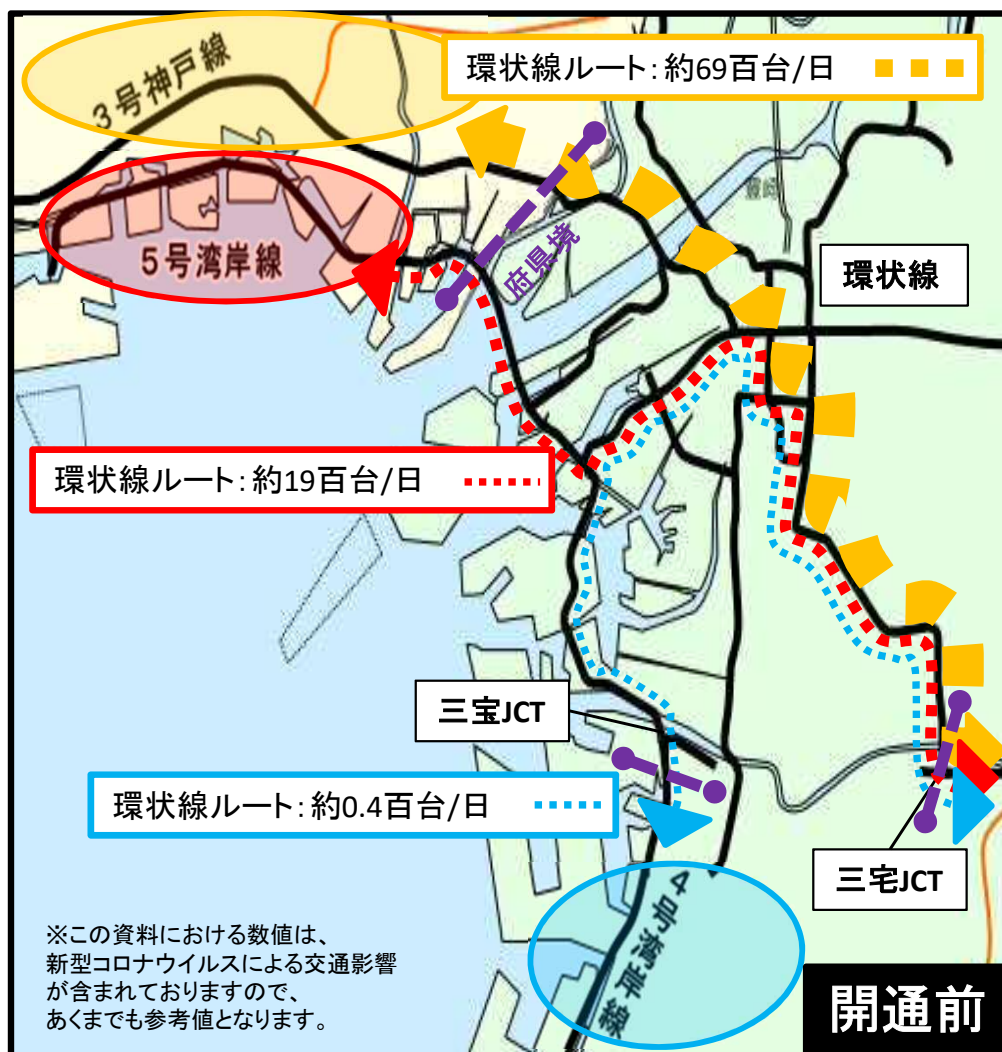 環状線ルート：約69百台/日
3号神戸線
府県境
5号湾岸線
環状線
環状線ルート：約19百台/日
三宝JCT
環状線ルート：約0.4百台/日
三宅JCT
4号湾岸線
※この資料における数値は、
新型コロナウイルスによる交通影響
が含まれておりますので、
あくまでも参考値となります。
開通前